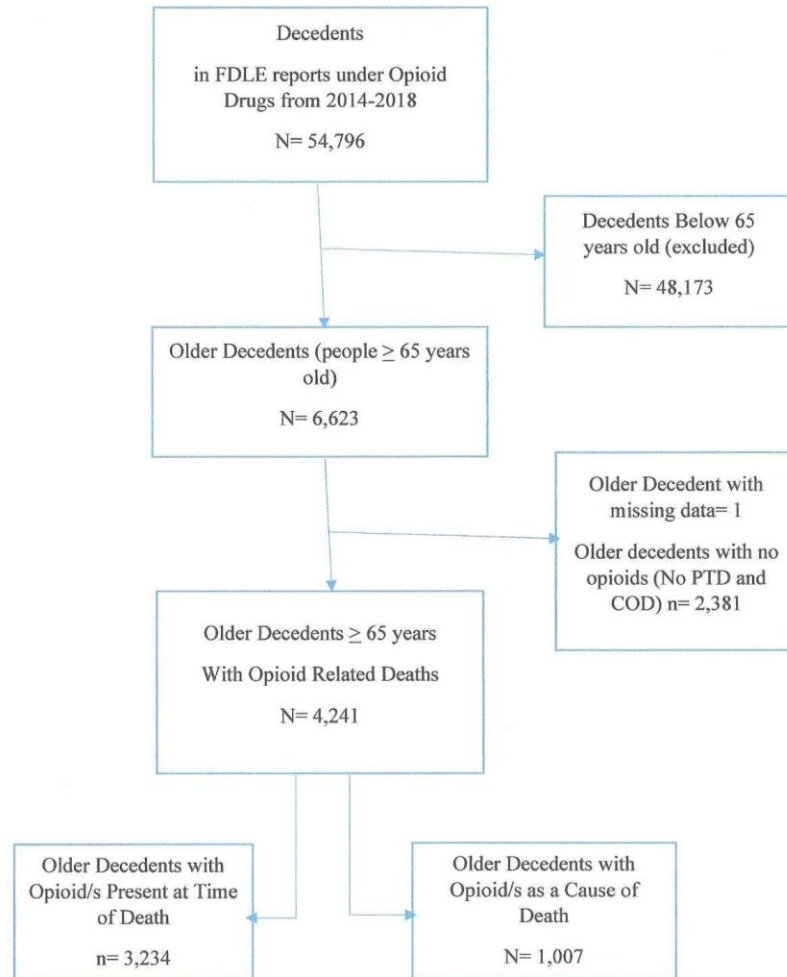 Decedents
in FDLE reports under Opioid
Drugs from 2014-2018
N= 54,796
Decedents Below 65
years old (excluded)
N= 48,173
Older Decedents (people ≥ 65 years
old)
N= 6,623
Older Decedent with
missing data= 1
Older decedents with no
opioids (No PTD and
COD) n= 2,381
Older Decedents ≥ 65 years
With Opioid Related Deaths
N= 4,241
Older Decedents with
Opioid/s Present at Time
of Death
n= 3,234
Older Decedents with
Opioid/s as a Cause of
Death
N= 1,007